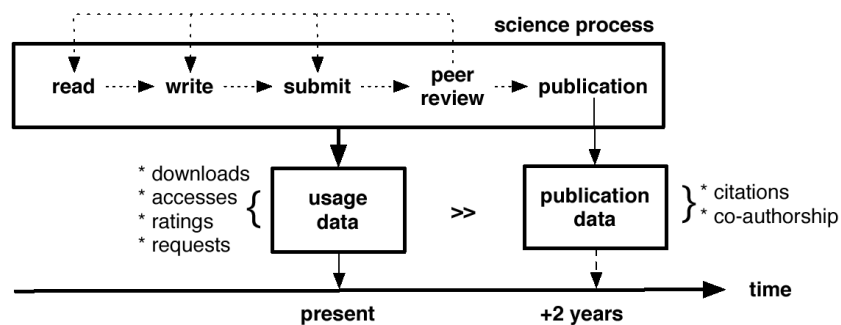 science process
read
write
submit
peer
review
publication
* downloads
* accesses
* ratings
* requests
{
usage
data
>>
publication
data
}
* citations
* co-authorship
time
present
+2 years